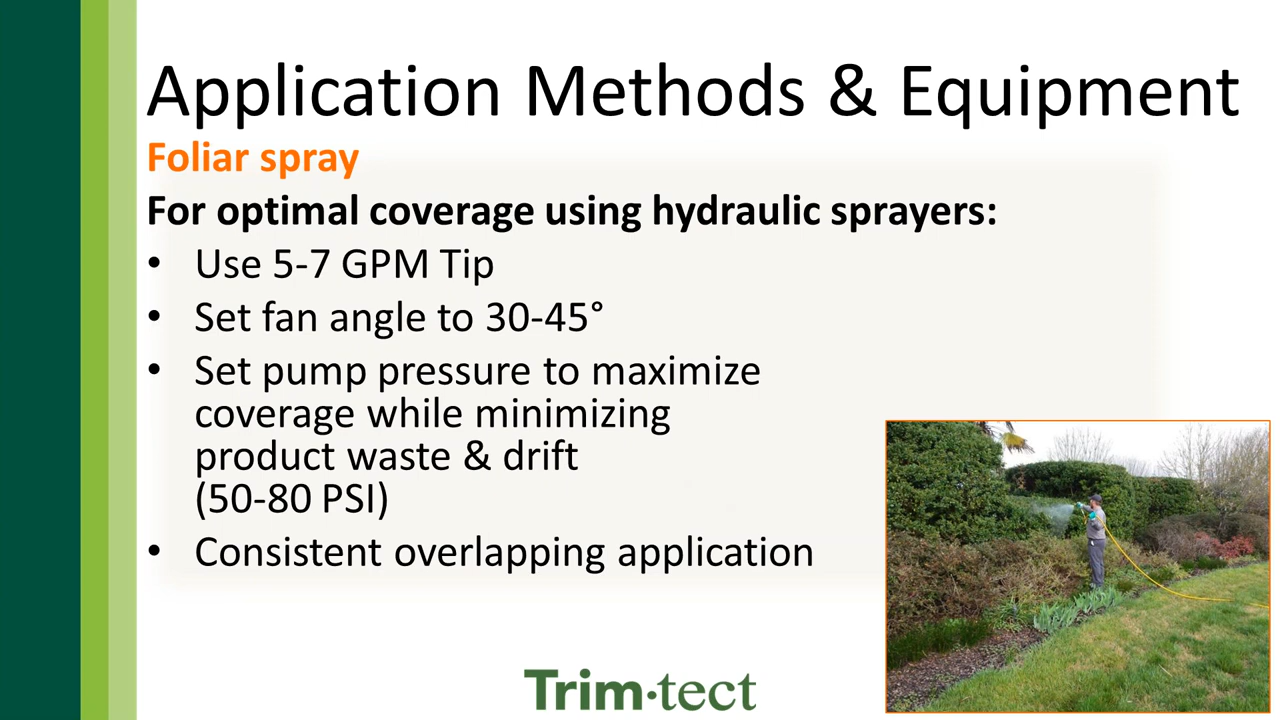 Application Methods & Equipment
Foliar spray
For optimal coverage using hydraulic sprayers:
• Use 5-7 GPM Tip
• Set fan angle to 30-45°
• Set pump pressure to maximize
coverage while minimizing
product waste & drift
(50-80 PSI)
• Consistent overlapping application
Trim·tect